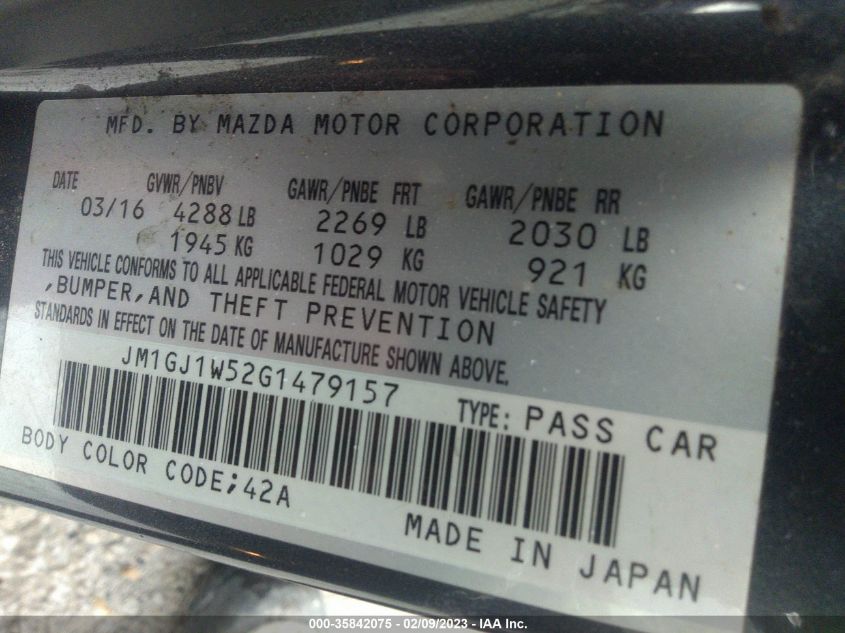 MFD. BY MAZDA MOTOR CORPORATION
DATE GVWR/PNBV GAWR/PNBE FRT GAWR/PNBE RR
03/16 4288 LB 2269 LB 2030 LB
1945 KG 1029 KG 921 KG
THIS VEHICLE CONFORMS TO ALL APPLICABLE FEDERAL MOTOR VEHICLE SAFETY
,BUMPER,AND THEFT PREVENTION
STANDARDS IN EFFECT ON THE DATE OF MANUFACTURE SHOWN ABOVE.
JM1GJ1W52G1479157
TYPE: PASS CAR
BODY COLOR CODE;42A
MADE IN JAPAN
000-35842075 - 02/09/2023 - IAA Inc.